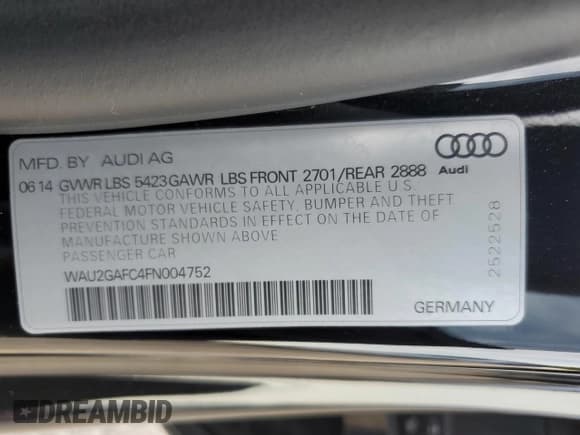 MFD. BY AUDI AG
06 14 GVWR LBS 5423 GAWR LBS FRONT 2701/REAR 2888
THIS VEHICLE CONFORMS TO ALL APPLICABLE U S
FEDERAL MOTOR VEHICLE SAFETY, BUMPER AND THEFT
PREVENTION STANDARDS IN EFFECT ON THE DATE OF
MANUFACTURE SHOWN ABOVE
PASSENGER CAR
WAU2GAFC4FN004752
Audi
2522528
GERMANY
DREAMBID